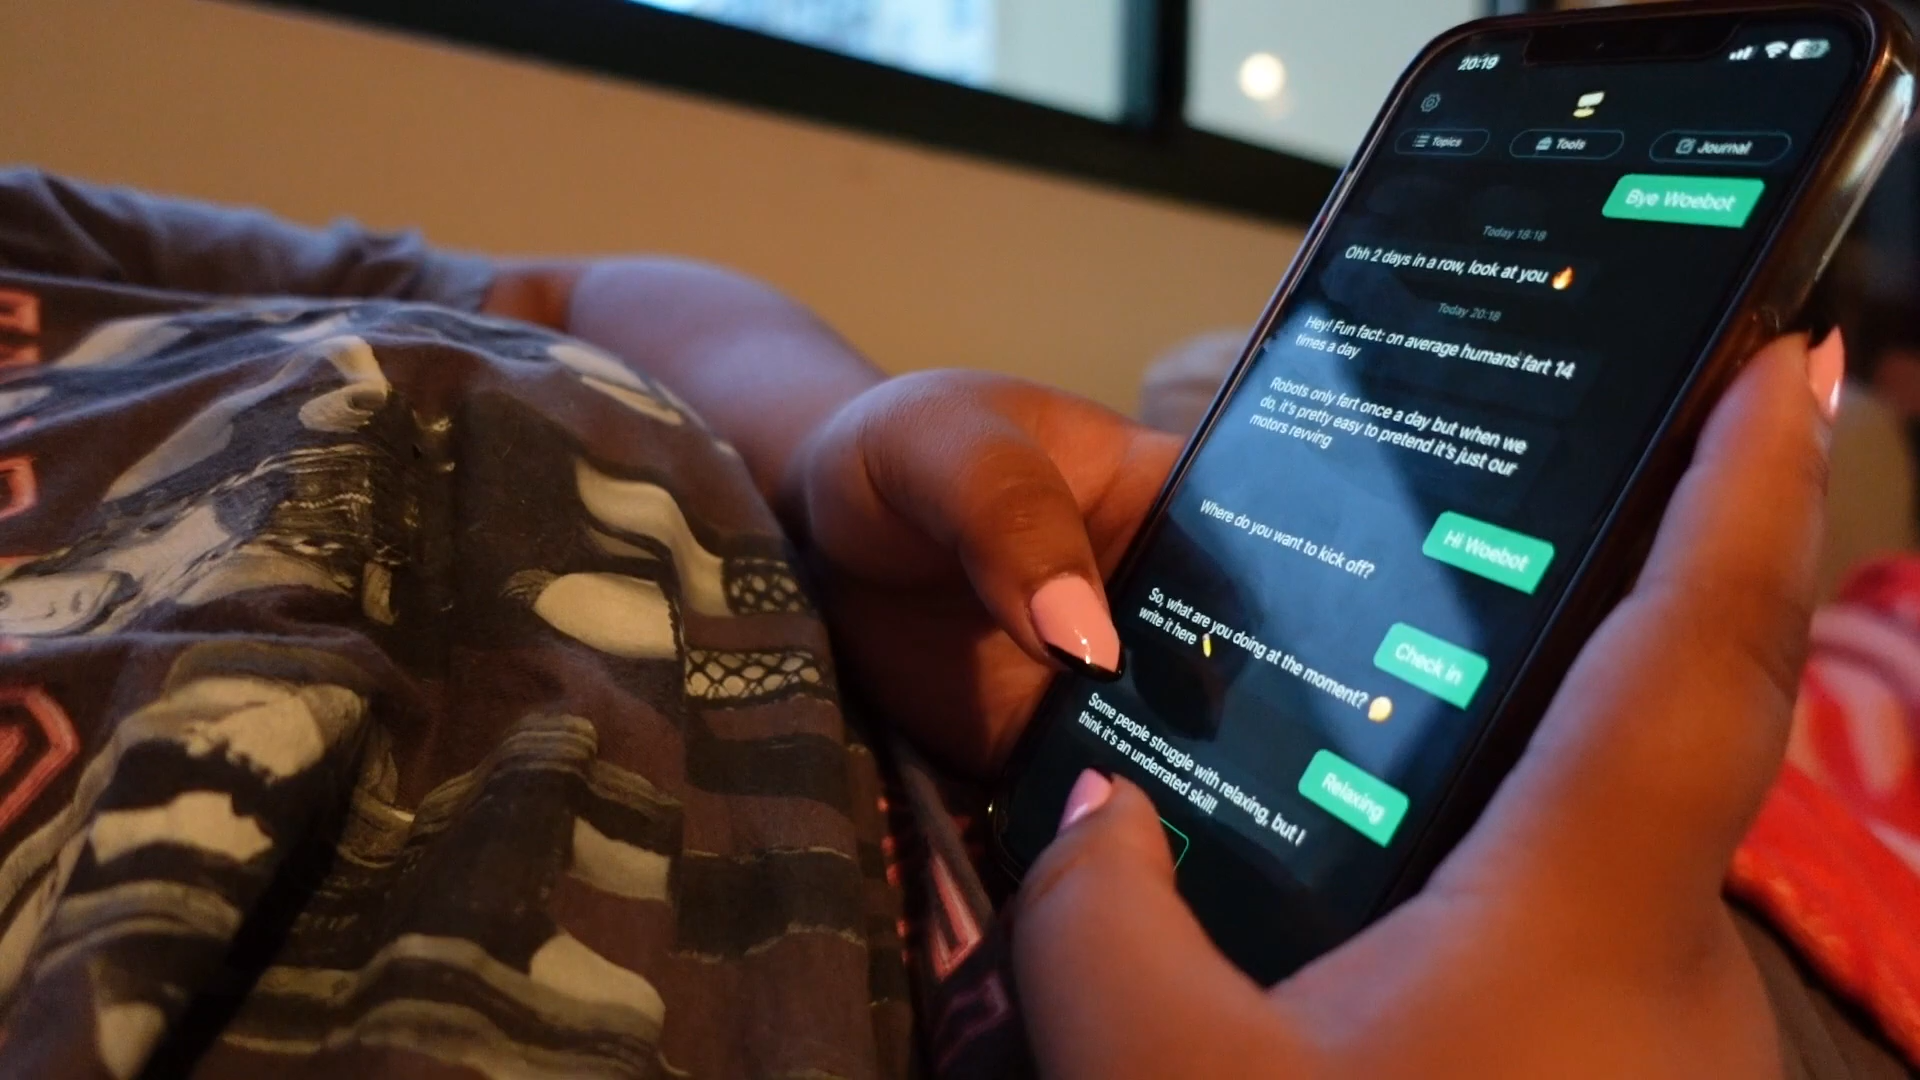 20:19
Topics
Tools
Journal
Bye Woebot
Today 18:18
Ohh 2 days in a row, look at you 🔥
Today 20:18
Hey! Fun fact: on average humans fart 14
times a day
Robots only fart once a day but when we
do, it's pretty easy to pretend it's just our
motors revving
Hi Woebot
Where do you want to kick off?
Check in
So, what are you doing at the moment? 🤔
write it here ✏️
Relaxing
Some people struggle with relaxing, but I
think it's an underrated skill!